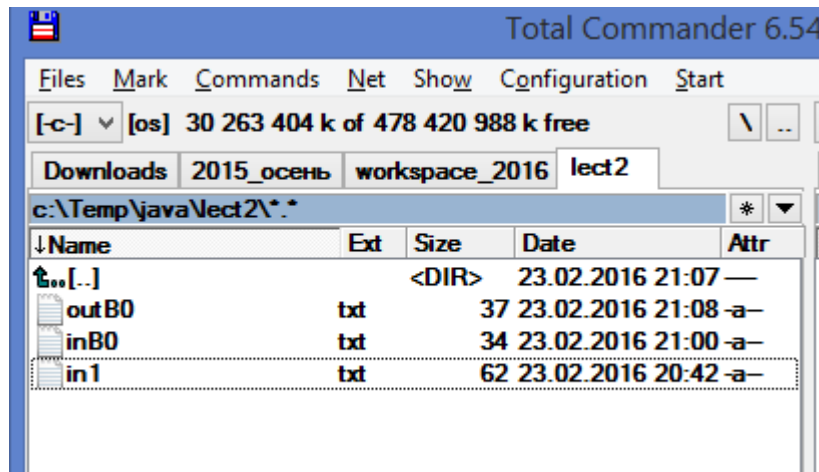 Total Commander 6.54
Files Mark Commands Net Show Configuration Start
[-c-] [os] 30 263 404 k of 478 420 988 k free \ ..
Downloads 2015_осень workspace_2016 lect2
c:\Temp\java\lect2\*.* * ▼
↓Name Ext Size Date Attr
[..] <DIR> 23.02.2016 21:07 ----
outB0 txt 37 23.02.2016 21:08 -a--
inB0 txt 34 23.02.2016 21:00 -a--
in1 txt 62 23.02.2016 20:42 -a--